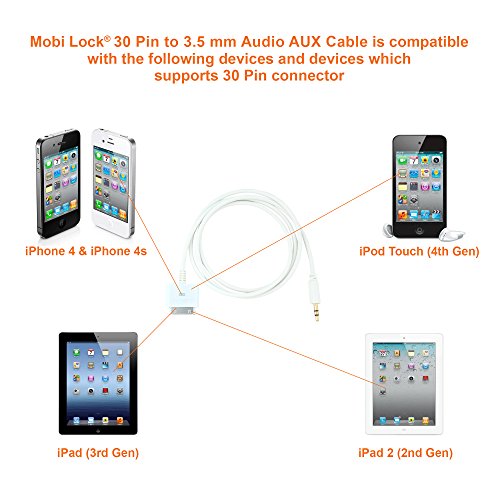 Mobi Lock® 30 Pin to 3.5 mm Audio AUX Cable is compatible
with the following devices and devices which
supports 30 Pin connector
iPhone 4 & iPhone 4s
iPod Touch (4th Gen)
iPad (3rd Gen)
iPad 2 (2nd Gen)